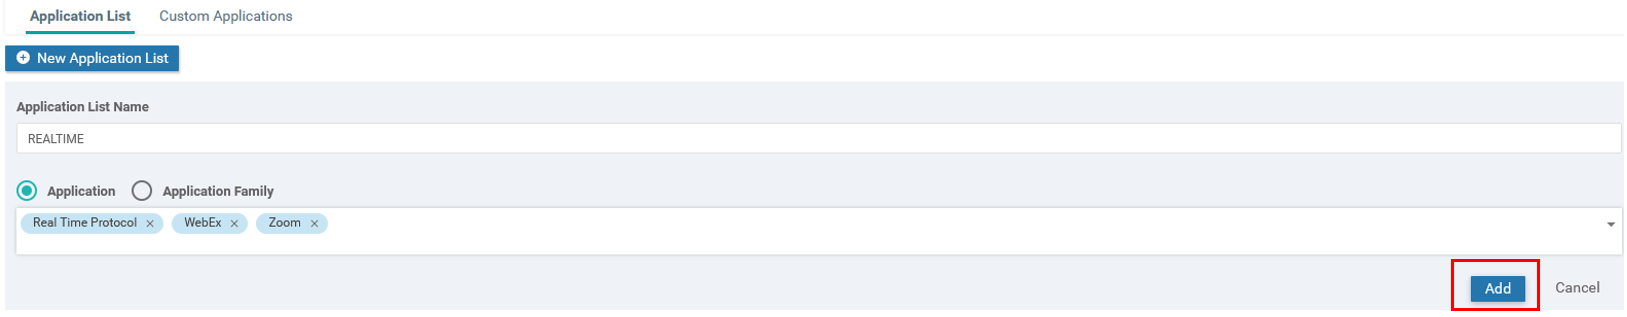 Application List Custom Applications
New Application List
Application List Name
REALTIME
Application Application Family
Real Time Protocol × WebEx × Zoom ×
Add Cancel